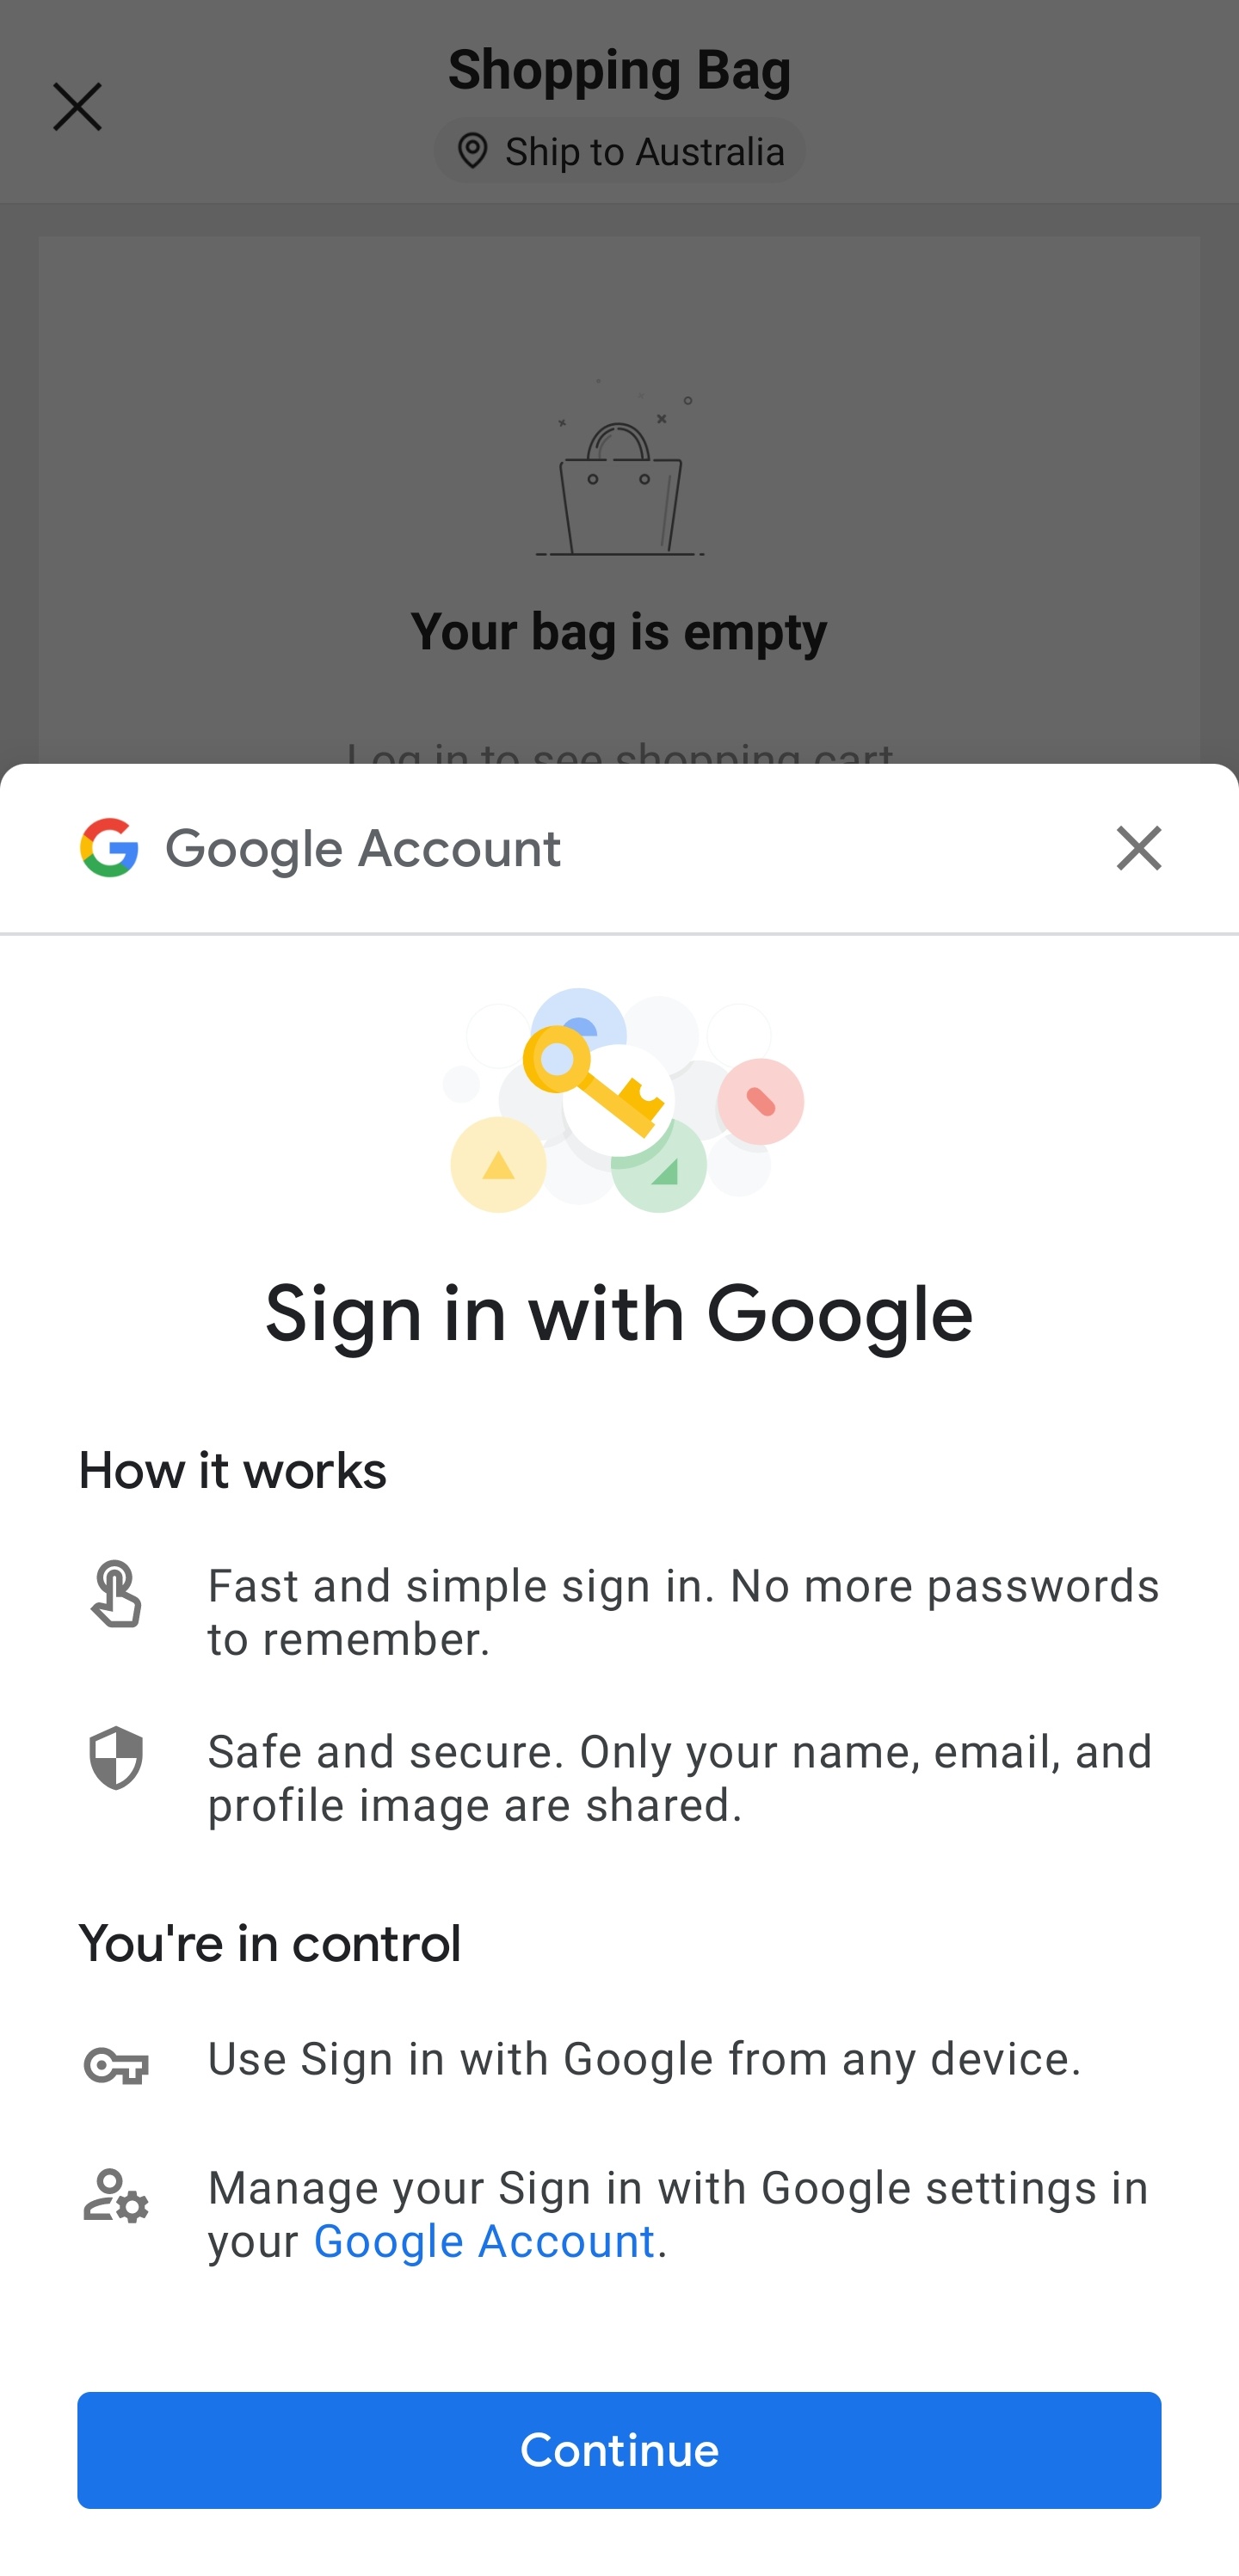 Shopping Bag
Ship to Australia
Your bag is empty
Log in to see shopping cart
Google Account
Sign in with Google
How it works
Fast and simple sign in. No more passwords
to remember.
Safe and secure. Only your name, email, and
profile image are shared.
You're in control
Use Sign in with Google from any device.
Manage your Sign in with Google settings in
your Google Account.
Continue